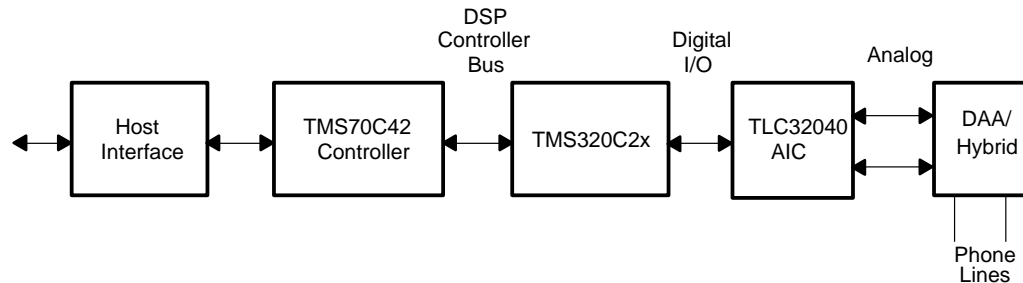 DSP
Controller
Bus
Digital
I/O
Analog
Host
Interface
TMS70C42
Controller
TMS320C2x
TLC32040
AIC
DAA/
Hybrid
Phone
Lines